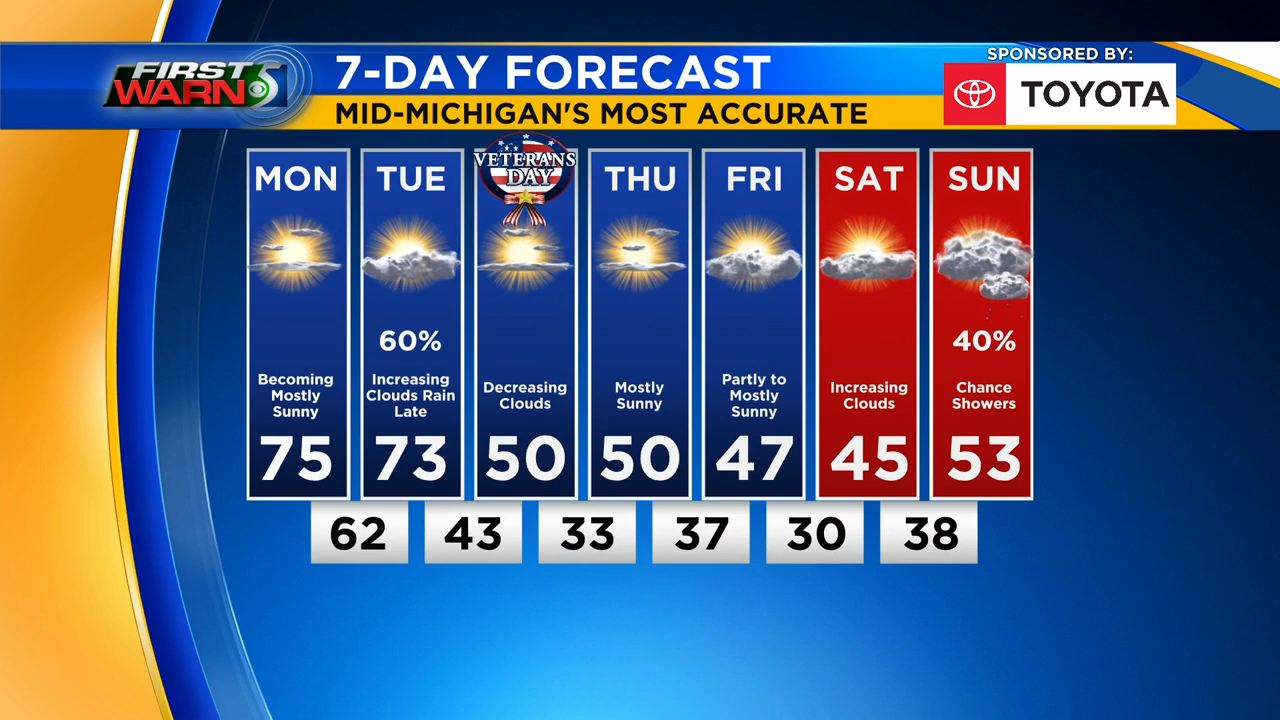 FIRST
WARN 5
7-DAY FORECAST
MID-MICHIGAN'S MOST ACCURATE
SPONSORED BY:
TOYOTA
MON TUE VETERANS DAY THU FRI SAT SUN
60% 40%
Becoming
Mostly
Sunny
Increasing
Clouds Rain
Late
Decreasing
Clouds
Mostly
Sunny
Partly to
Mostly
Sunny
Increasing
Clouds
Chance
Showers
75 73 50 50 47 45 53
62 43 33 37 30 38